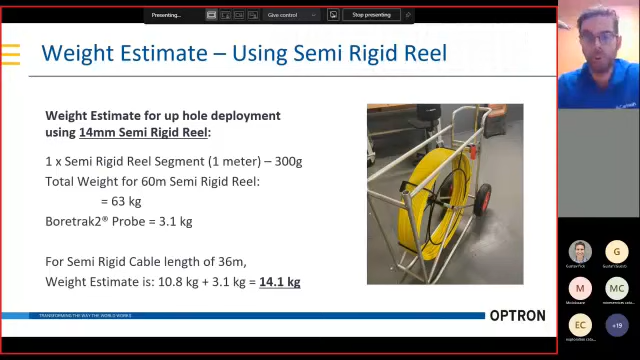 Presenting...
Give control
Stop presenting
Weight Estimate – Using Semi Rigid Reel
Weight Estimate for up hole deployment
using 14mm Semi Rigid Reel:
1 x Semi Rigid Reel Segment (1 meter) – 300g
Total Weight for 60m Semi Rigid Reel:
= 63 kg
Boretrak2® Probe = 3.1 kg
For Semi Rigid Cable length of 36m,
Weight Estimate is: 10.8 kg + 3.1 kg = 14.1 kg
TRANSFORMING THE WAY THE WORLD WORKS
OPTRON
G
M
MC
EC
+19